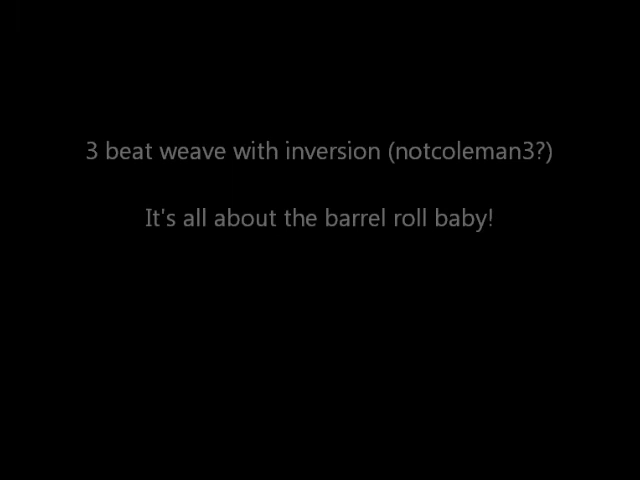 3 beat weave with inversion (notcoleman3?)
It's all about the barrel roll baby!